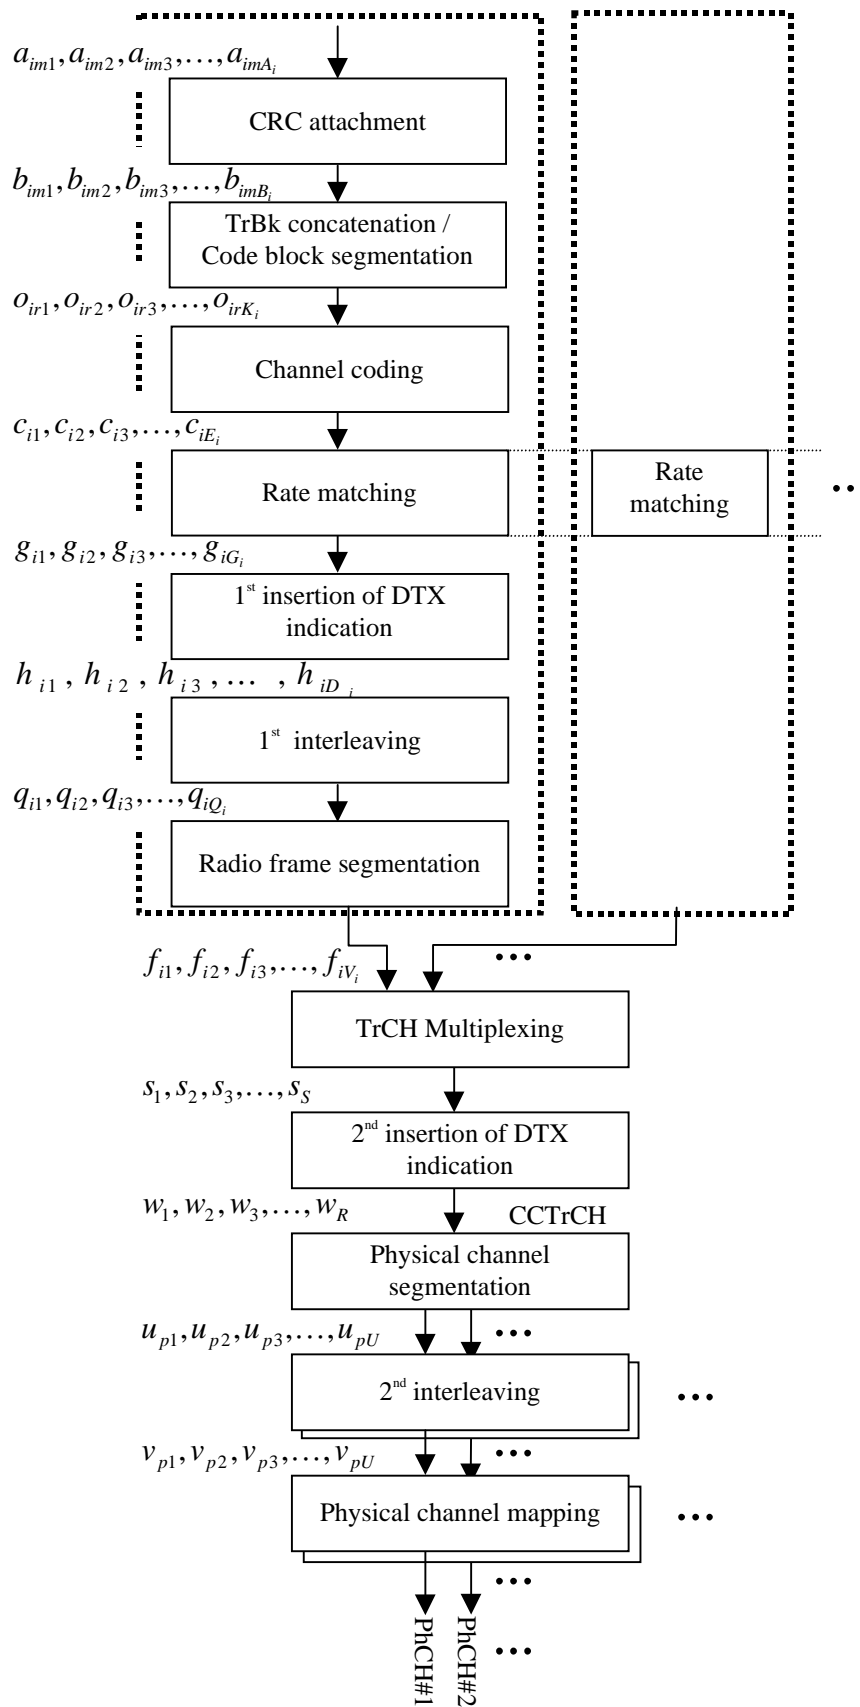 a_{im1}, a_{im2}, a_{im3}, …, a_{imA_i}
CRC attachment
b_{im1}, b_{im2}, b_{im3}, …, b_{imB_i}
TrBk concatenation /
Code block segmentation
o_{ir1}, o_{ir2}, o_{ir3}, …, o_{irK_i}
Channel coding
c_{i1}, c_{i2}, c_{i3}, …, c_{iE_i}
Rate matching
Rate
matching
••
g_{i1}, g_{i2}, g_{i3}, …, g_{iG_i}
1st insertion of DTX
indication
h_{i1}, h_{i2}, h_{i3}, …, h_{iD_i}
1st interleaving
q_{i1}, q_{i2}, q_{i3}, …, q_{iQ_i}
Radio frame segmentation
•••
f_{i1}, f_{i2}, f_{i3}, …, f_{iV_i}
TrCH Multiplexing
s_1, s_2, s_3, …, s_S
2nd insertion of DTX
indication
w_1, w_2, w_3, …, w_R
CCTrCH
Physical channel
segmentation
u_{p1}, u_{p2}, u_{p3}, …, u_{pU}
•••
2nd interleaving
•••
v_{p1}, v_{p2}, v_{p3}, …, v_{pU}
•••
Physical channel mapping
•••
•••
PhCH#1
PhCH#2
•••